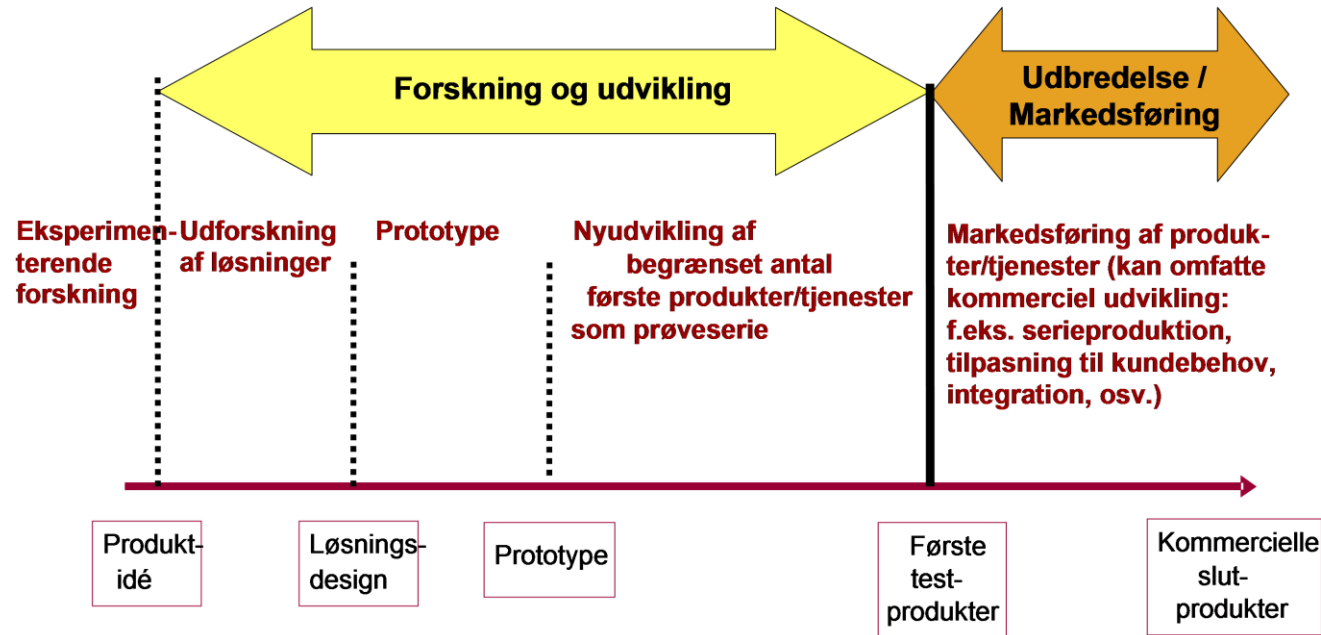 Forskning og udvikling
Udbredelse /
Markedsføring
Eksperimen-
terende
forskning
Udforskning
af løsninger
Prototype
Nyudvikling af
begrænset antal
første produkter/tjenester
som prøveserie
Markedsføring af produk-
ter/tjenester (kan omfatte
kommerciel udvikling:
f.eks. serieproduktion,
tilpasning til kundebehov,
integration, osv.)
Produkt-
idé
Løsnings-
design
Prototype
Første
test-
produkter
Kommercielle
slut-
produkter